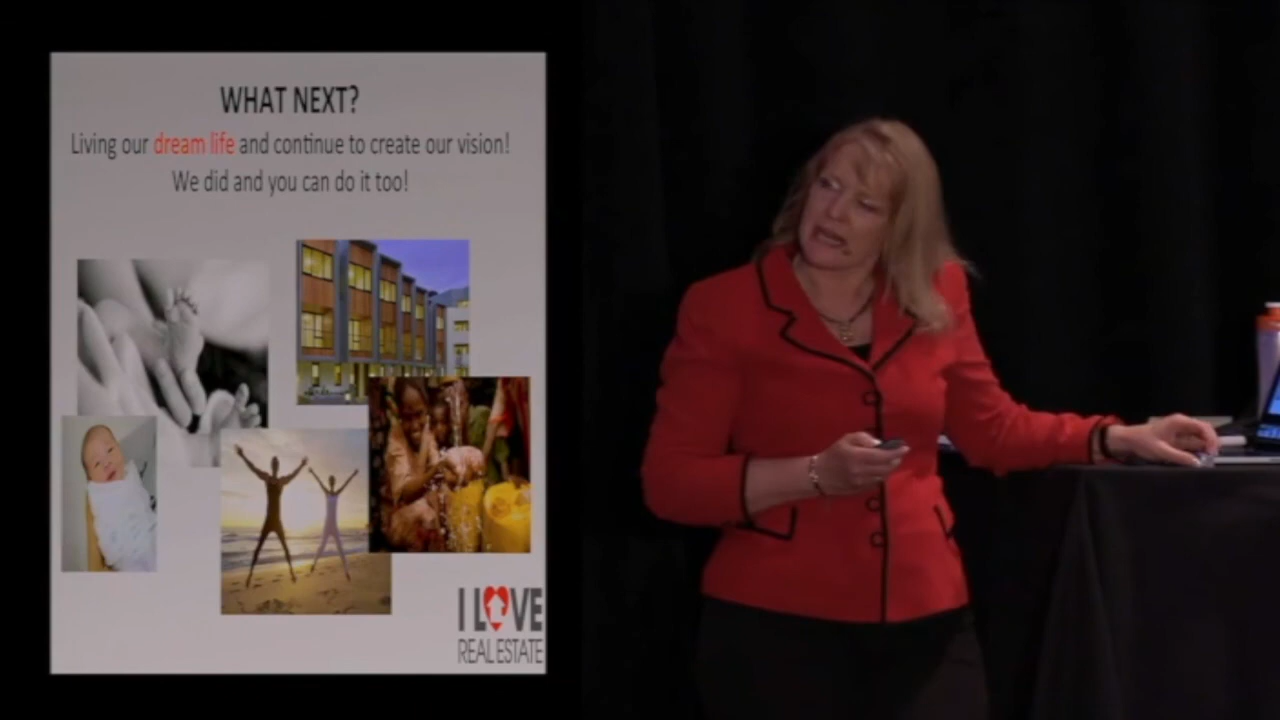 WHAT NEXT?
Living our dream life and continue to create our vision!
We did and you can do it too!
I LOVE
REAL ESTATE